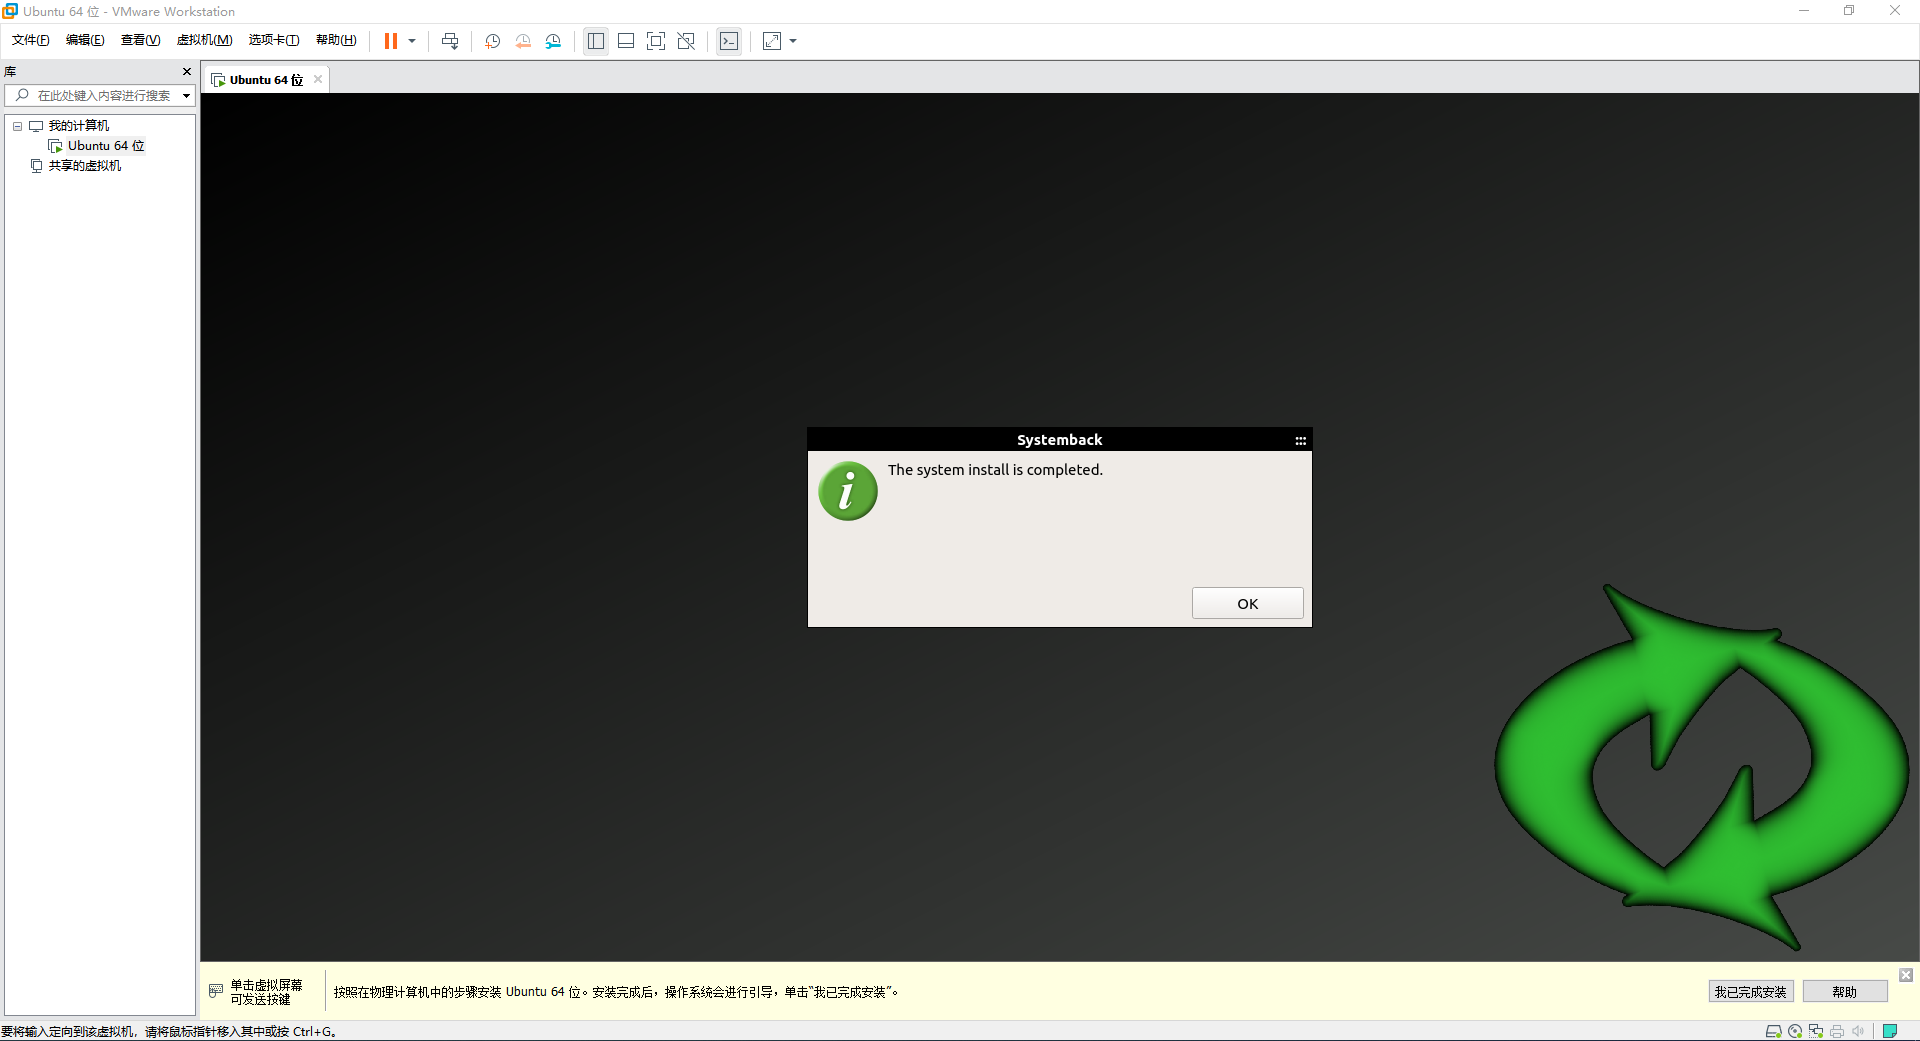 Ubuntu 64 位 - VMware Workstation
文件(F) 编辑(E) 查看(V) 虚拟机(M) 选项卡(T) 帮助(H)
库
在此处键入内容进行搜索
我的计算机
Ubuntu 64 位
共享的虚拟机
Ubuntu 64 位
Systemback
The system install is completed.
OK
单击虚拟屏幕
可发送按键
按照在物理计算机中的步骤安装 Ubuntu 64 位。安装完成后，操作系统会进行引导，单击“我已完成安装”。
我已完成安装
帮助
要将输入定向到该虚拟机，请将鼠标指针移入其中或按 Ctrl+G。